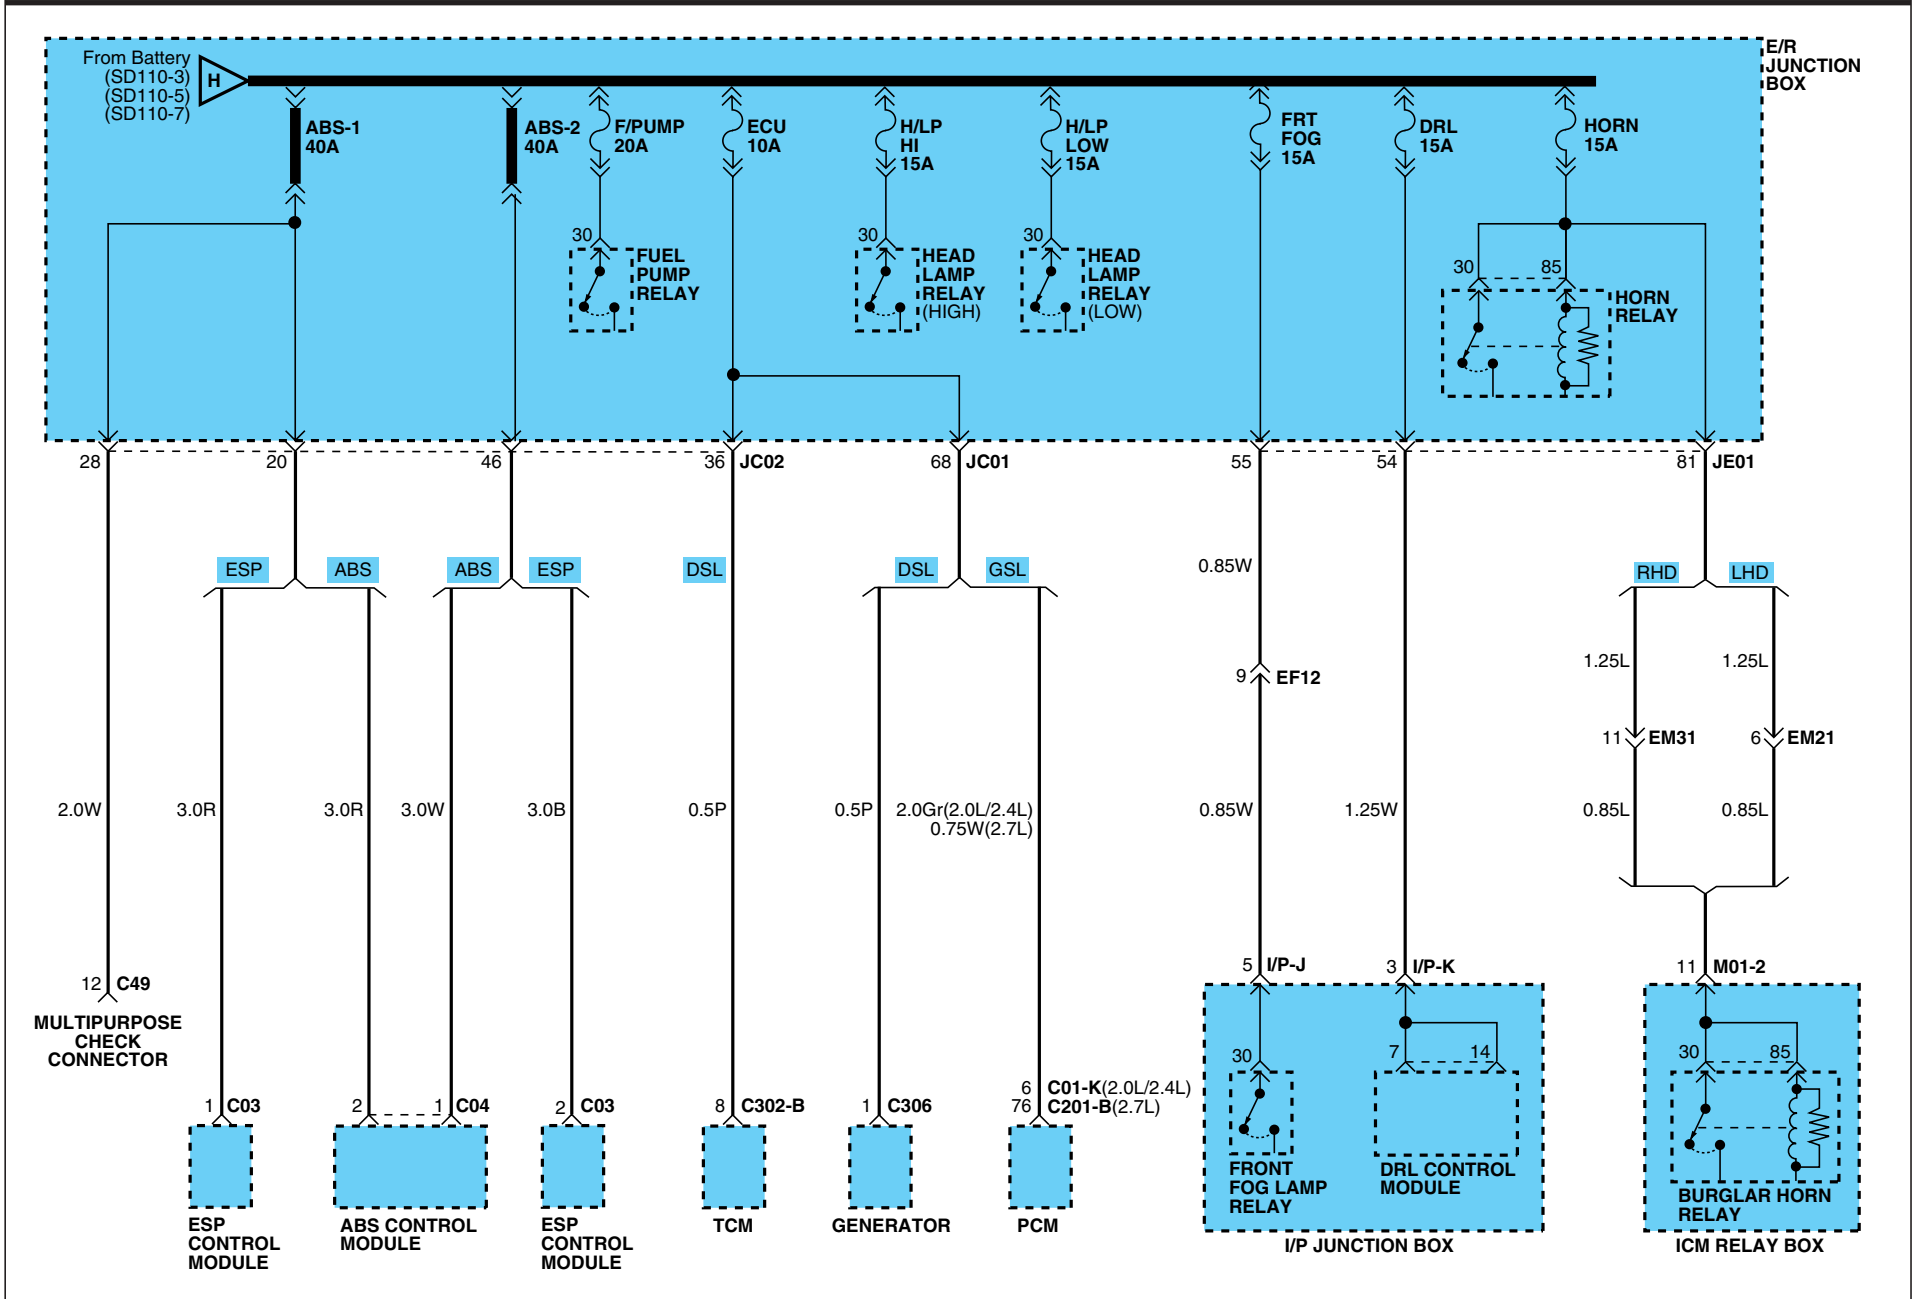 From Battery
(SD110-3)
(SD110-5)
(SD110-7)
H
E/R
JUNCTION
BOX
ABS-1
40A
ABS-2
40A
F/PUMP
20A
ECU
10A
H/LP
HI
15A
H/LP
LOW
15A
FRT
FOG
15A
DRL
15A
HORN
15A
30
FUEL
PUMP
RELAY
30
HEAD
LAMP
RELAY
(HIGH)
30
HEAD
LAMP
RELAY
(LOW)
30
85
HORN
RELAY
28
20
46
36
JC02
68
JC01
55
54
81
JE01
ESP
ABS
ABS
ESP
DSL
DSL
GSL
0.85W
RHD
LHD
1.25L
1.25L
9
EF12
11
EM31
6
EM21
2.0W
3.0R
3.0R
3.0W
3.0B
0.5P
0.5P
2.0Gr(2.0L/2.4L)
0.75W(2.7L)
0.85W
1.25W
0.85L
0.85L
12
C49
MULTIPURPOSE
CHECK
CONNECTOR
5
I/P-J
3
I/P-K
11
M01-2
30
7
14
30
85
1
C03
2
1
C04
2
C03
8
C302-B
1
C306
6
C01-K(2.0L/2.4L)
76
C201-B(2.7L)
ESP
CONTROL
MODULE
ABS CONTROL
MODULE
ESP
CONTROL
MODULE
TCM
GENERATOR
PCM
FRONT
FOG LAMP
RELAY
DRL CONTROL
MODULE
I/P JUNCTION BOX
BURGLAR HORN
RELAY
ICM RELAY BOX